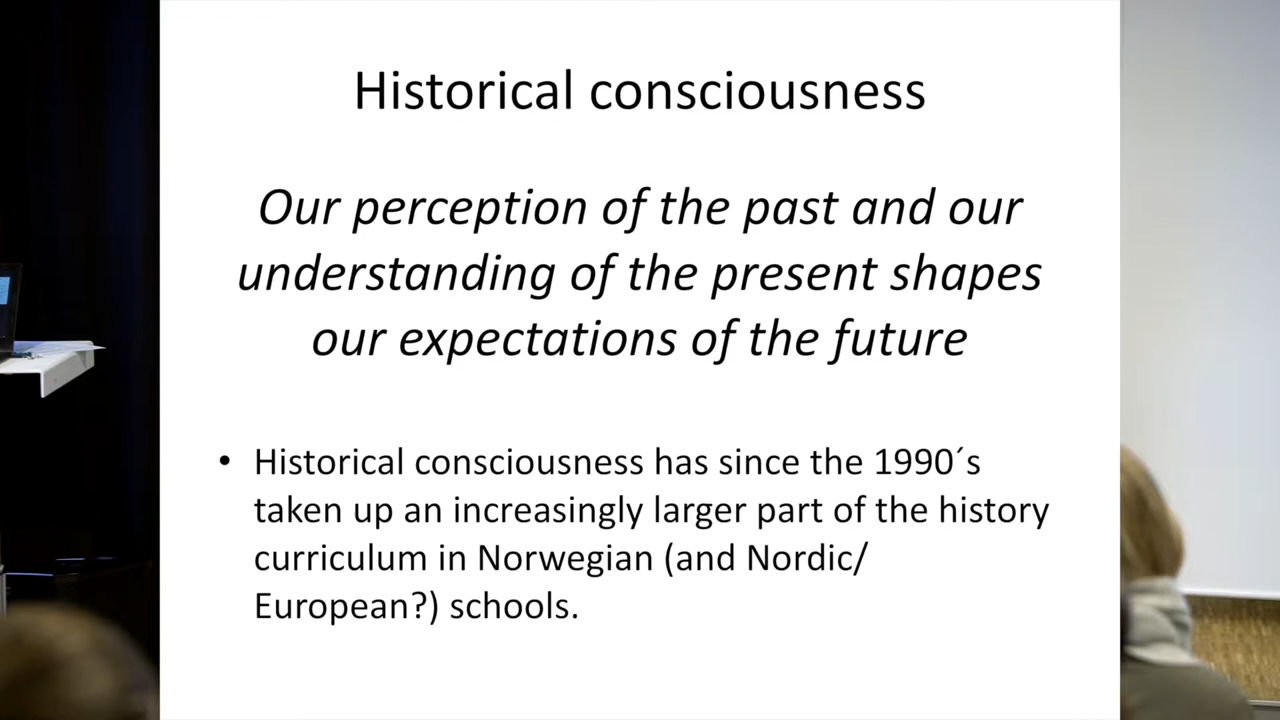 Historical consciousness
Our perception of the past and our
understanding of the present shapes
our expectations of the future
• Historical consciousness has since the 1990´s
taken up an increasingly larger part of the history
curriculum in Norwegian (and Nordic/
European?) schools.